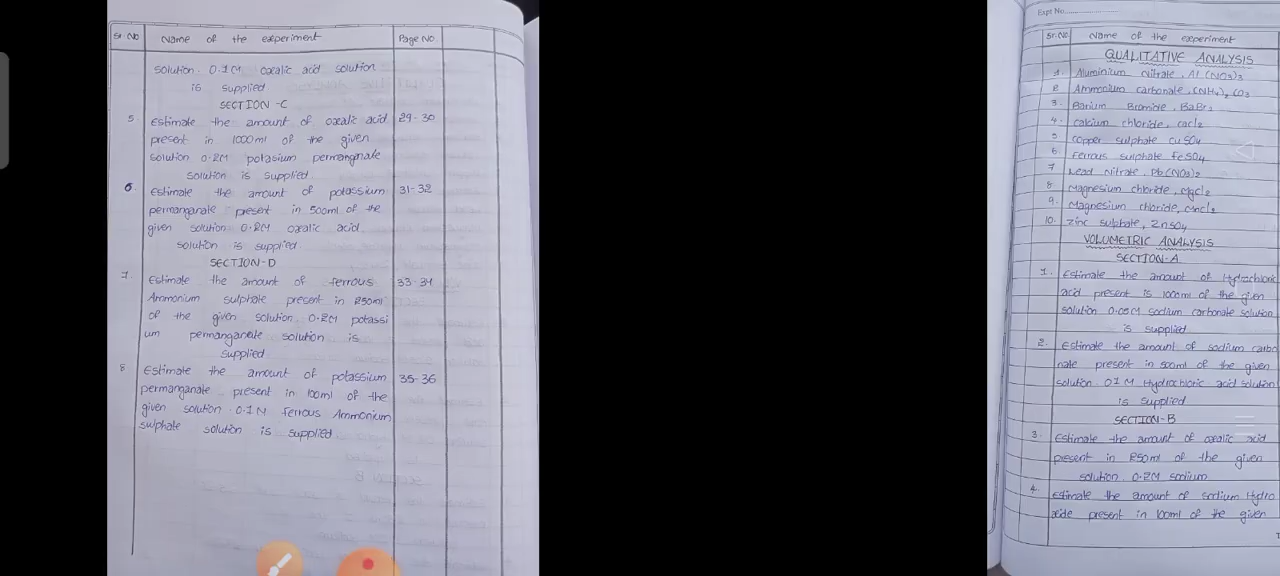 Sr. No Name of the experiment Page No.
solution. 0.1M oxalic acid solution
is supplied
SECTION -C
5. Estimate the amount of oxalic acid 29-30
present in 1000ml of the given
solution 0.2M potasium permangnate
solution is supplied.
6. Estimate the amount of potassium 31-32
permanganate present in 500ml of the
given solution 0.2M oxalic acid
solution is supplied.
SECTION-D
7. Estimate the amount of ferrous 33-34
Ammonium sulphate present in 250ml
of the given solution. 0.2M potassi
um permanganate solution is
supplied
8 Estimate the amount of potassium 35-36
permanganate present in 100ml of the
given solution 0.1M ferrous Ammonium
sulphate solution is supplied
Expt No.
Sr. No. Name of the experiment
QUALITATIVE ANALYSIS
1. Aluminium Nitrate, Al (NO3)3
2 Ammonium carbonate, (NH4)2 CO3
3. Barium Bromide, BaBr2
4. calcium chloride, cacl2
5 copper sulphate cuSO4
6. Ferrous sulphate FeSO4
7 Lead Nitrate, Pb(NO3)2
8 Magnesium chloride, Mgcl2
9. Magnesium chloride, Mncl2
10. Zinc sulphate, ZnSO4
VOLUMETRIC ANALYSIS
SECTION-A
1. Estimate the amount of Hydrochloric
acid present is 1000ml of the given
solution 0.05M sodium carbonate solution
is supplied
2. Estimate the amount of sodium carbo
nate present in 500ml of the given
solution. 0.1M Hydrochloric acid solution
is supplied
SECTION-B
3. Estimate the amount of oxalic acid
present in 250ml of the given
solution. 0.2M sodium
4. Estimate the amount of sodium Hydro
xide present in 100ml of the given